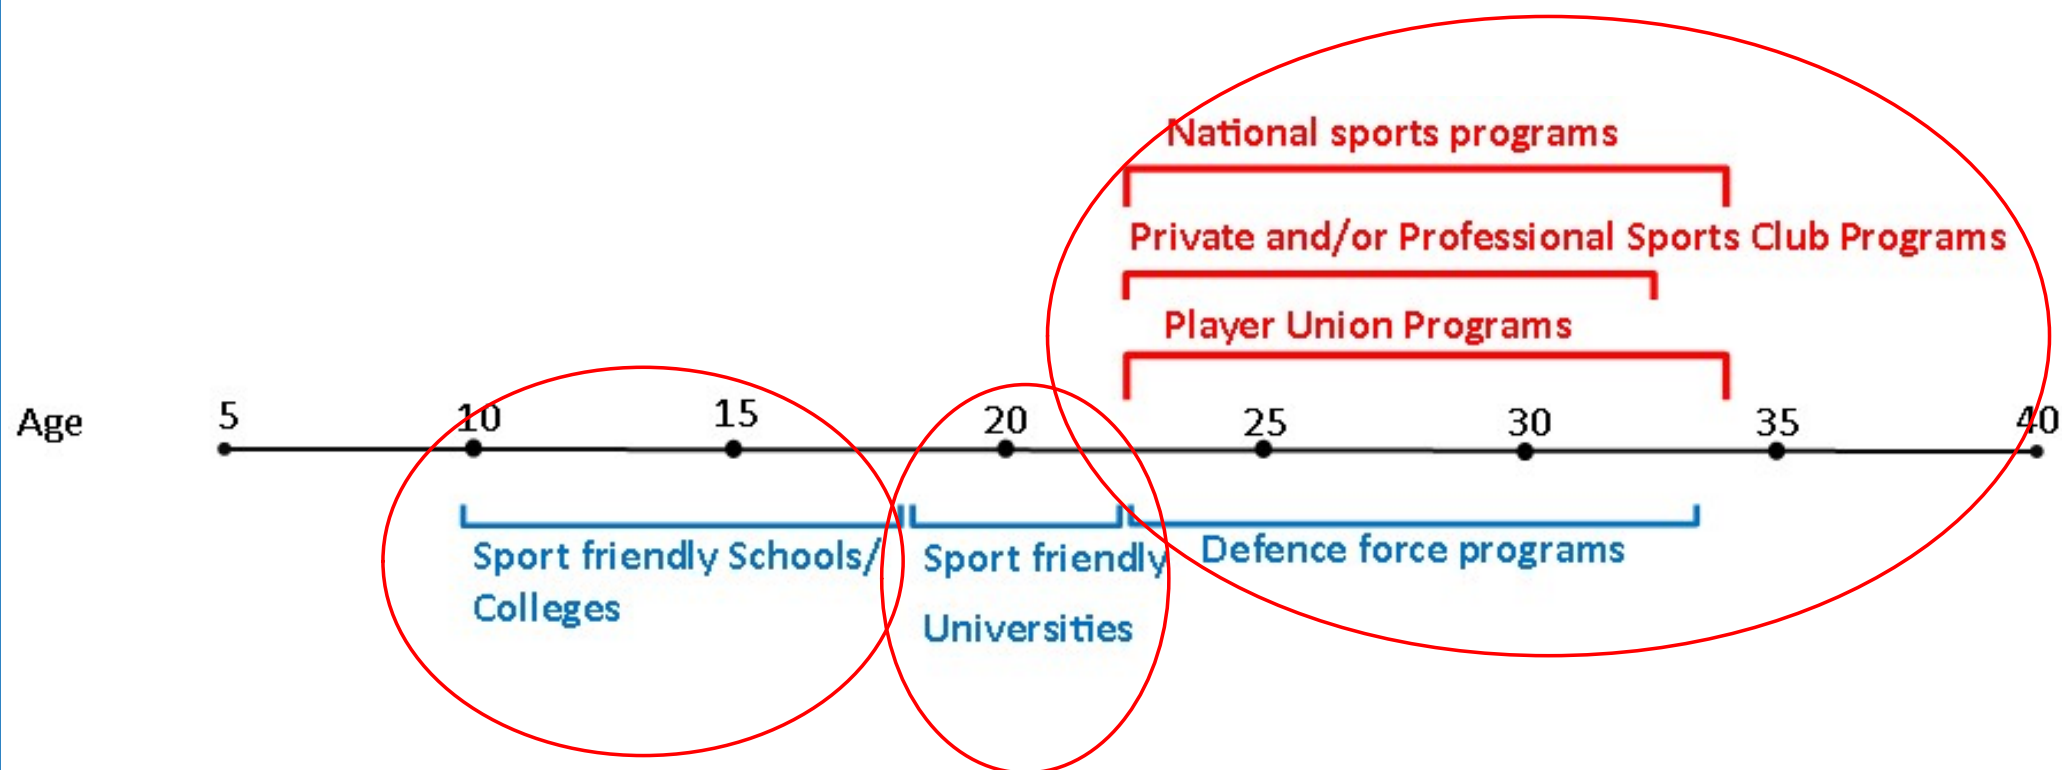 National sports programs
Private and/or Professional Sports Club Programs
Player Union Programs
Age 5 10 15 20 25 30 35 40
Sport friendly Schools/
Colleges
Sport friendly
Universities
Defence force programs